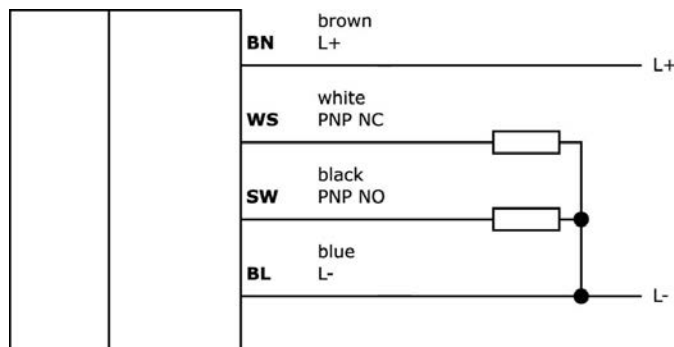 brown
BN L+
L+
white
WS PNP NC
black
SW PNP NO
blue
BL L-
L-